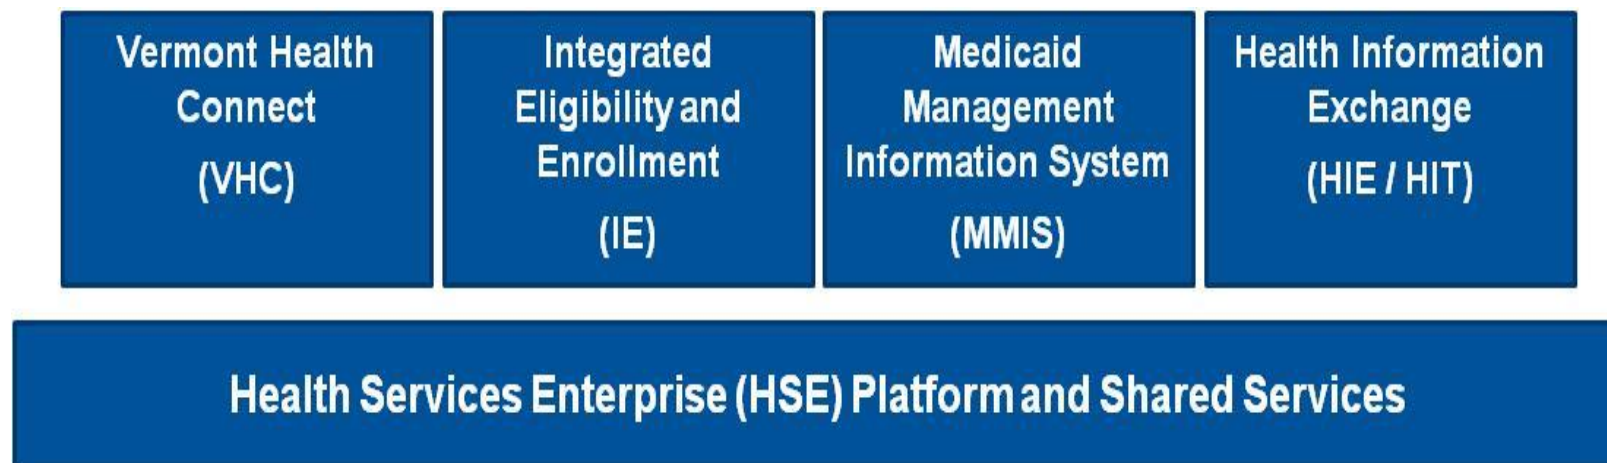 Vermont Health
Connect
(VHC)
Integrated
Eligibility and
Enrollment
(IE)
Medicaid
Management
Information System
(MMIS)
Health Information
Exchange
(HIE / HIT)
Health Services Enterprise (HSE) Platform and Shared Services